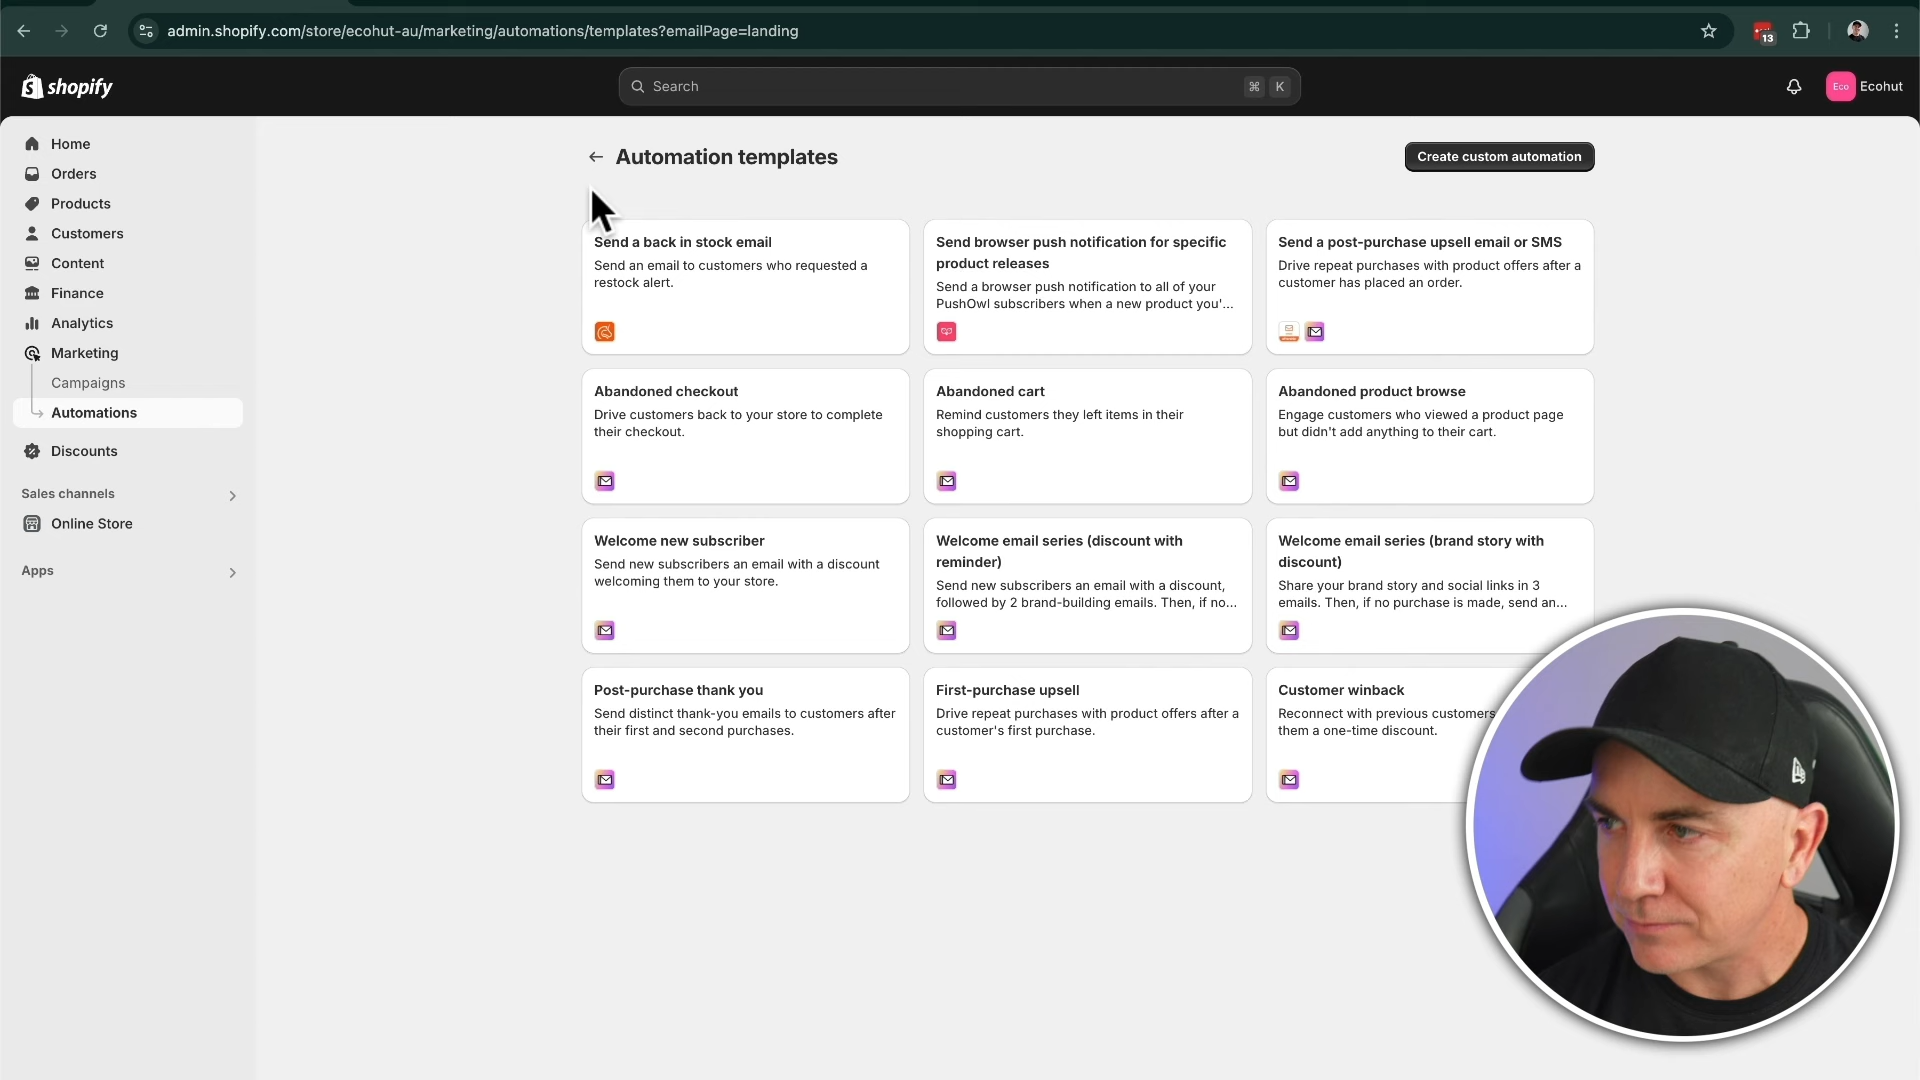 admin.shopify.com/store/ecohut-au/marketing/automations/templates?emailPage=landing
13
shopify
Search
⌘ K
Eco
Ecohut
Home
Orders
Products
Customers
Content
Finance
Analytics
Marketing
Campaigns
Automations
Discounts
Sales channels
Online Store
Apps
Automation templates
Create custom automation
Send a back in stock email
Send an email to customers who requested a
restock alert.
Send browser push notification for specific
product releases
Send a browser push notification to all of your
PushOwl subscribers when a new product you'...
Send a post-purchase upsell email or SMS
Drive repeat purchases with product offers after a
customer has placed an order.
Abandoned checkout
Drive customers back to your store to complete
their checkout.
Abandoned cart
Remind customers they left items in their
shopping cart.
Abandoned product browse
Engage customers who viewed a product page
but didn't add anything to their cart.
Welcome new subscriber
Send new subscribers an email with a discount
welcoming them to your store.
Welcome email series (discount with
reminder)
Send new subscribers an email with a discount,
followed by 2 brand-building emails. Then, if no...
Welcome email series (brand story with
discount)
Share your brand story and social links in 3
emails. Then, if no purchase is made, send an...
Post-purchase thank you
Send distinct thank-you emails to customers after
their first and second purchases.
First-purchase upsell
Drive repeat purchases with product offers after a
customer's first purchase.
Customer winback
Reconnect with previous customers
them a one-time discount.